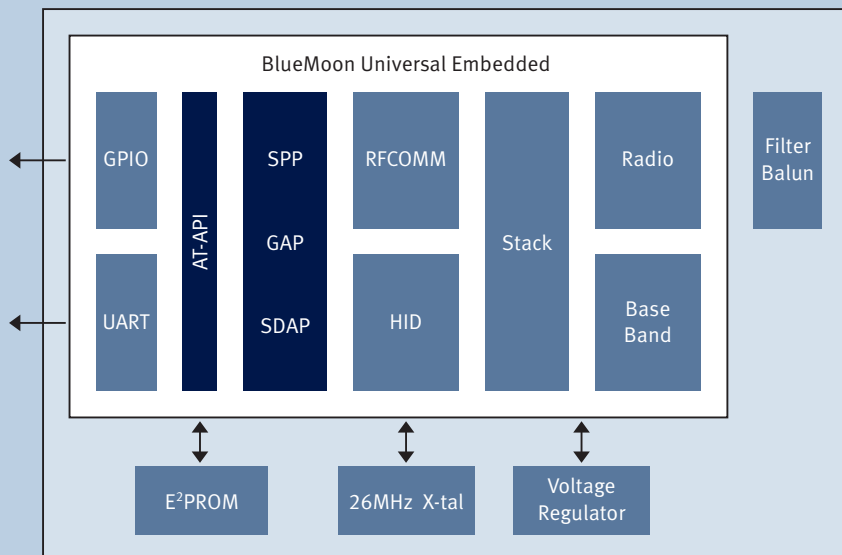 BlueMoon Universal Embedded
GPIO
UART
AT-API
SPP
GAP
SDAP
RFCOMM
HID
Stack
Radio
Base
Band
Filter
Balun
E²PROM
26MHz X-tal
Voltage
Regulator